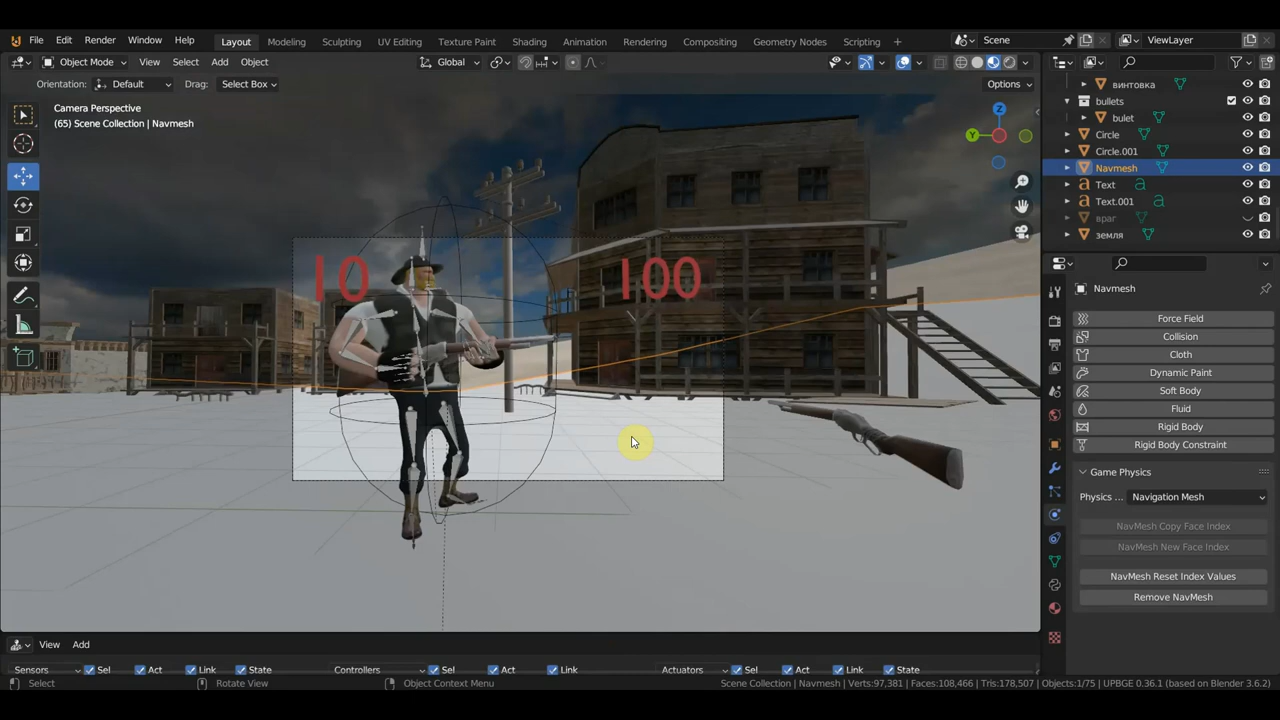 File Edit Render Window Help Layout Modeling Sculpting UV Editing Texture Paint Shading Animation Rendering Compositing Geometry Nodes Scripting + Scene ViewLayer
Object Mode View Select Add Object Global
Orientation: Default Drag: Select Box Options
Camera Perspective
(65) Scene Collection | Navmesh
Z
Y
10
100
винтовка
bullets
bulet
Circle
Circle.001
Navmesh
Text
Text.001
враг
земля
Navmesh
Force Field
Collision
Cloth
Dynamic Paint
Soft Body
Fluid
Rigid Body
Rigid Body Constraint
Game Physics
Physics ... Navigation Mesh
NavMesh Copy Face Index
NavMesh New Face Index
NavMesh Reset Index Values
Remove NavMesh
View Add
Sensors Sel Act Link State Controllers Sel Act Link Actuators Sel Act Link State
Select Rotate View Object Context Menu Scene Collection | Navmesh | Verts:97,381 | Faces:108,466 | Tris:178,507 | Objects:1/75 | UPBGE 0.36.1 (based on Blender 3.6.2)